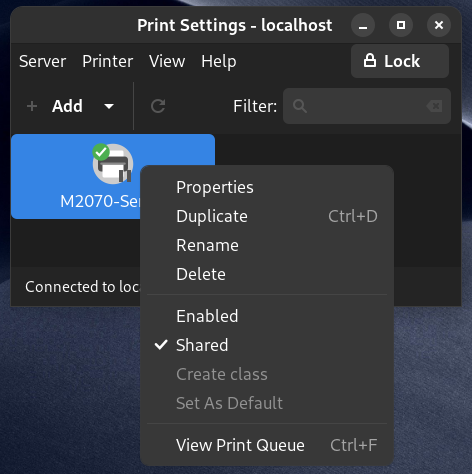 Print Settings - localhost
Server Printer View Help Lock
Add Filter:
M2070-Ser
Connected to loc
Properties
Duplicate Ctrl+D
Rename
Delete
Enabled
Shared
Create class
Set As Default
View Print Queue Ctrl+F